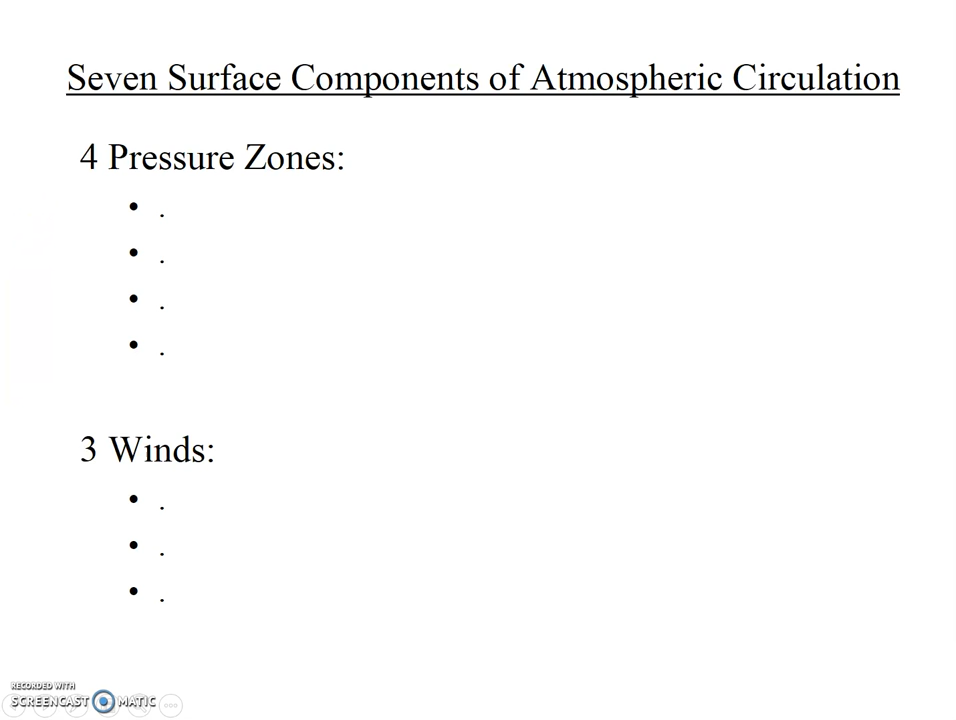 Seven Surface Components of Atmospheric Circulation
4 Pressure Zones:
• .
• .
• .
• .
3 Winds:
• .
• .
• .
RECORDED WITH
SCREENCAST MATIC